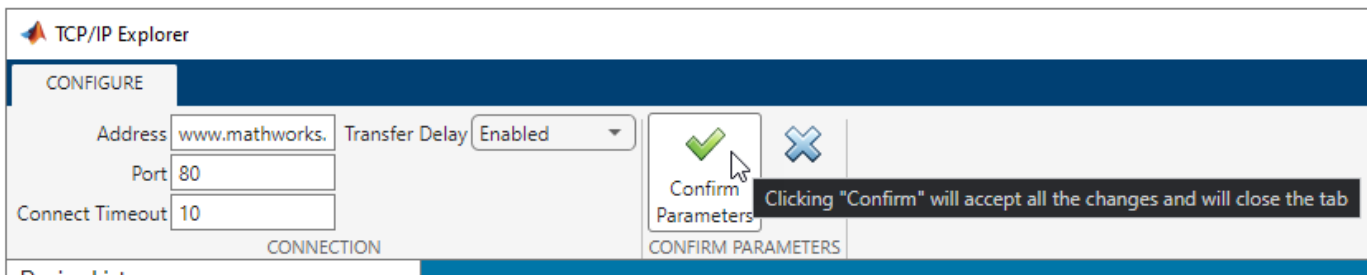 TCP/IP Explorer
CONFIGURE
Address www.mathworks. Transfer Delay Enabled
Port 80
Connect Timeout 10
CONNECTION
Confirm
Parameters
CONFIRM PARAMETERS
Clicking "Confirm" will accept all the changes and will close the tab